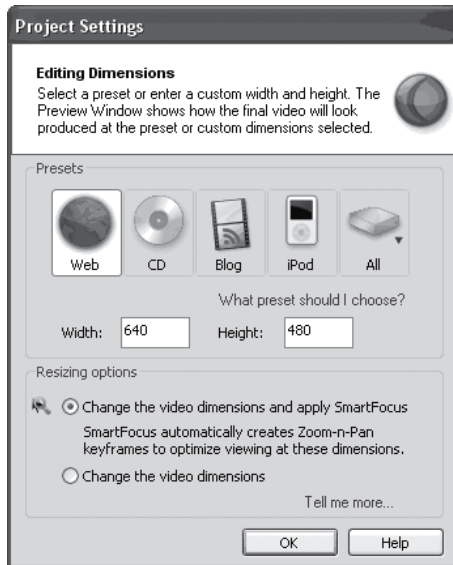 Project Settings
Editing Dimensions
Select a preset or enter a custom width and height. The
Preview Window shows how the final video will look
produced at the preset or custom dimensions selected.
Presets
Web CD Blog iPod All
What preset should I choose?
Width: 640 Height: 480
Resizing options
Change the video dimensions and apply SmartFocus
SmartFocus automatically creates Zoom-n-Pan
keyframes to optimize viewing at these dimensions.
Change the video dimensions
Tell me more...
OK Help